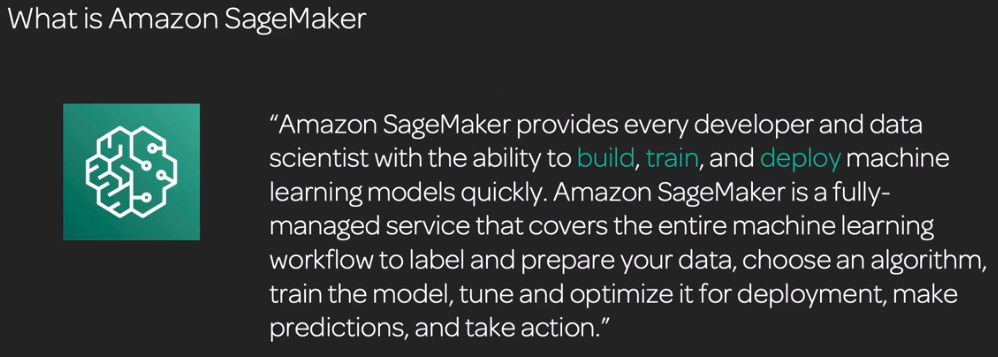 What is Amazon SageMaker
“Amazon SageMaker provides every developer and data
scientist with the ability to build, train, and deploy machine
learning models quickly. Amazon SageMaker is a fully-
managed service that covers the entire machine learning
workflow to label and prepare your data, choose an algorithm,
train the model, tune and optimize it for deployment, make
predictions, and take action.”